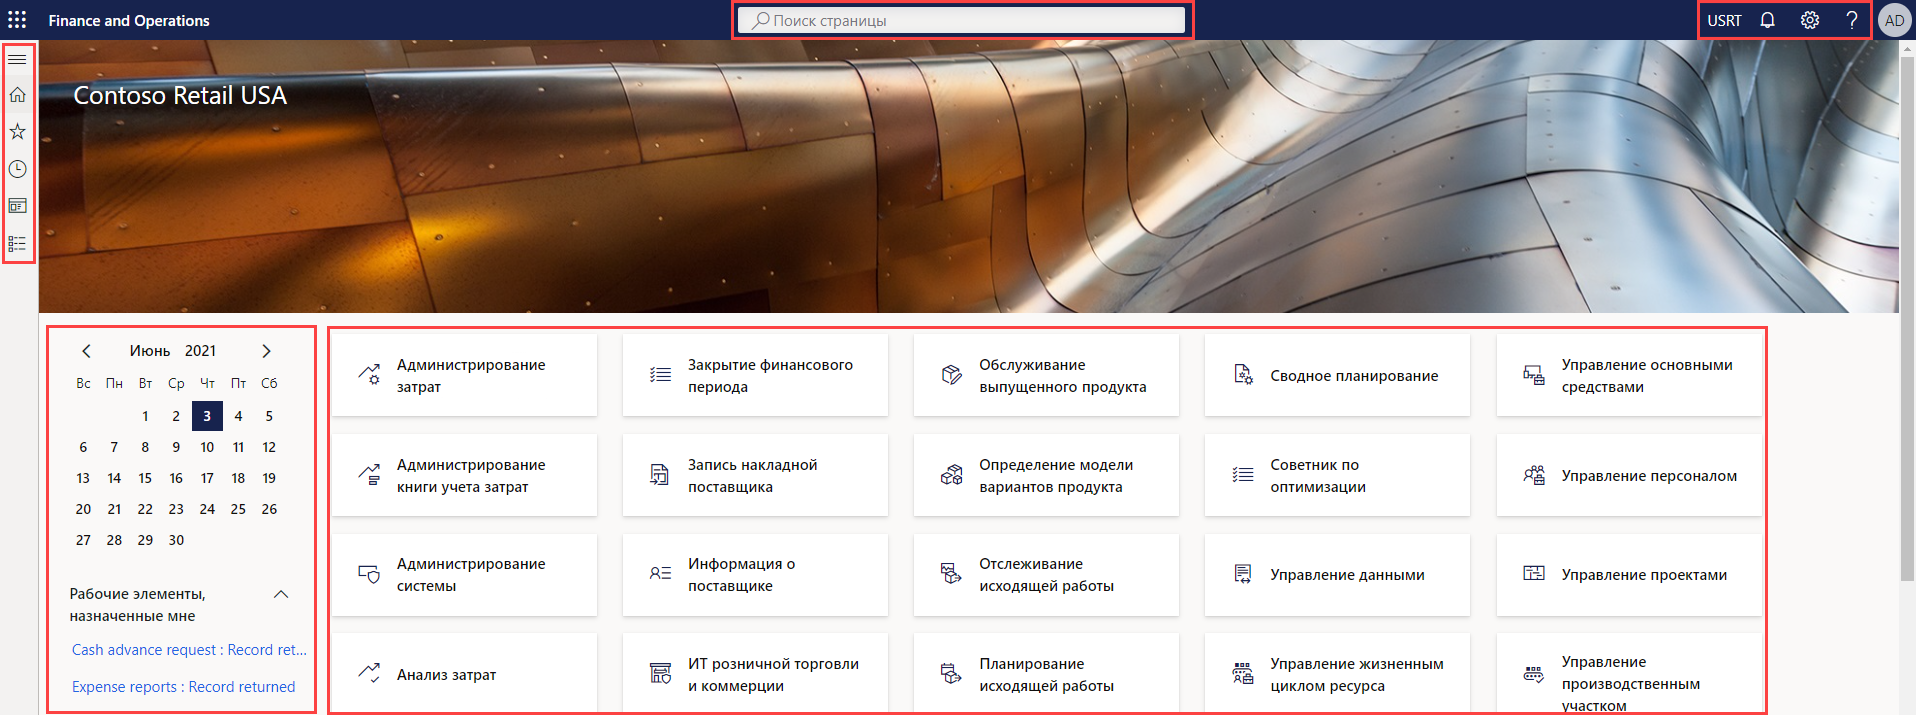 Finance and Operations
Поиск страницы
USRT
AD
Contoso Retail USA
Июнь 2021
Вс Пн Вт Ср Чт Пт Сб
1 2 3 4 5
6 7 8 9 10 11 12
13 14 15 16 17 18 19
20 21 22 23 24 25 26
27 28 29 30
Рабочие элементы,
назначенные мне
Cash advance request : Record ret...
Expense reports : Record returned
Администрирование
затрат
Закрытие финансового
периода
Обслуживание
выпущенного продукта
Сводное планирование
Управление основными
средствами
Администрирование
книги учета затрат
Запись накладной
поставщика
Определение модели
вариантов продукта
Советник по
оптимизации
Управление персоналом
Администрирование
системы
Информация о
поставщике
Отслеживание
исходящей работы
Управление данными
Управление проектами
Анализ затрат
ИТ розничной торговли
и коммерции
Планирование
исходящей работы
Управление жизненным
циклом ресурса
Управление
производственным
участком